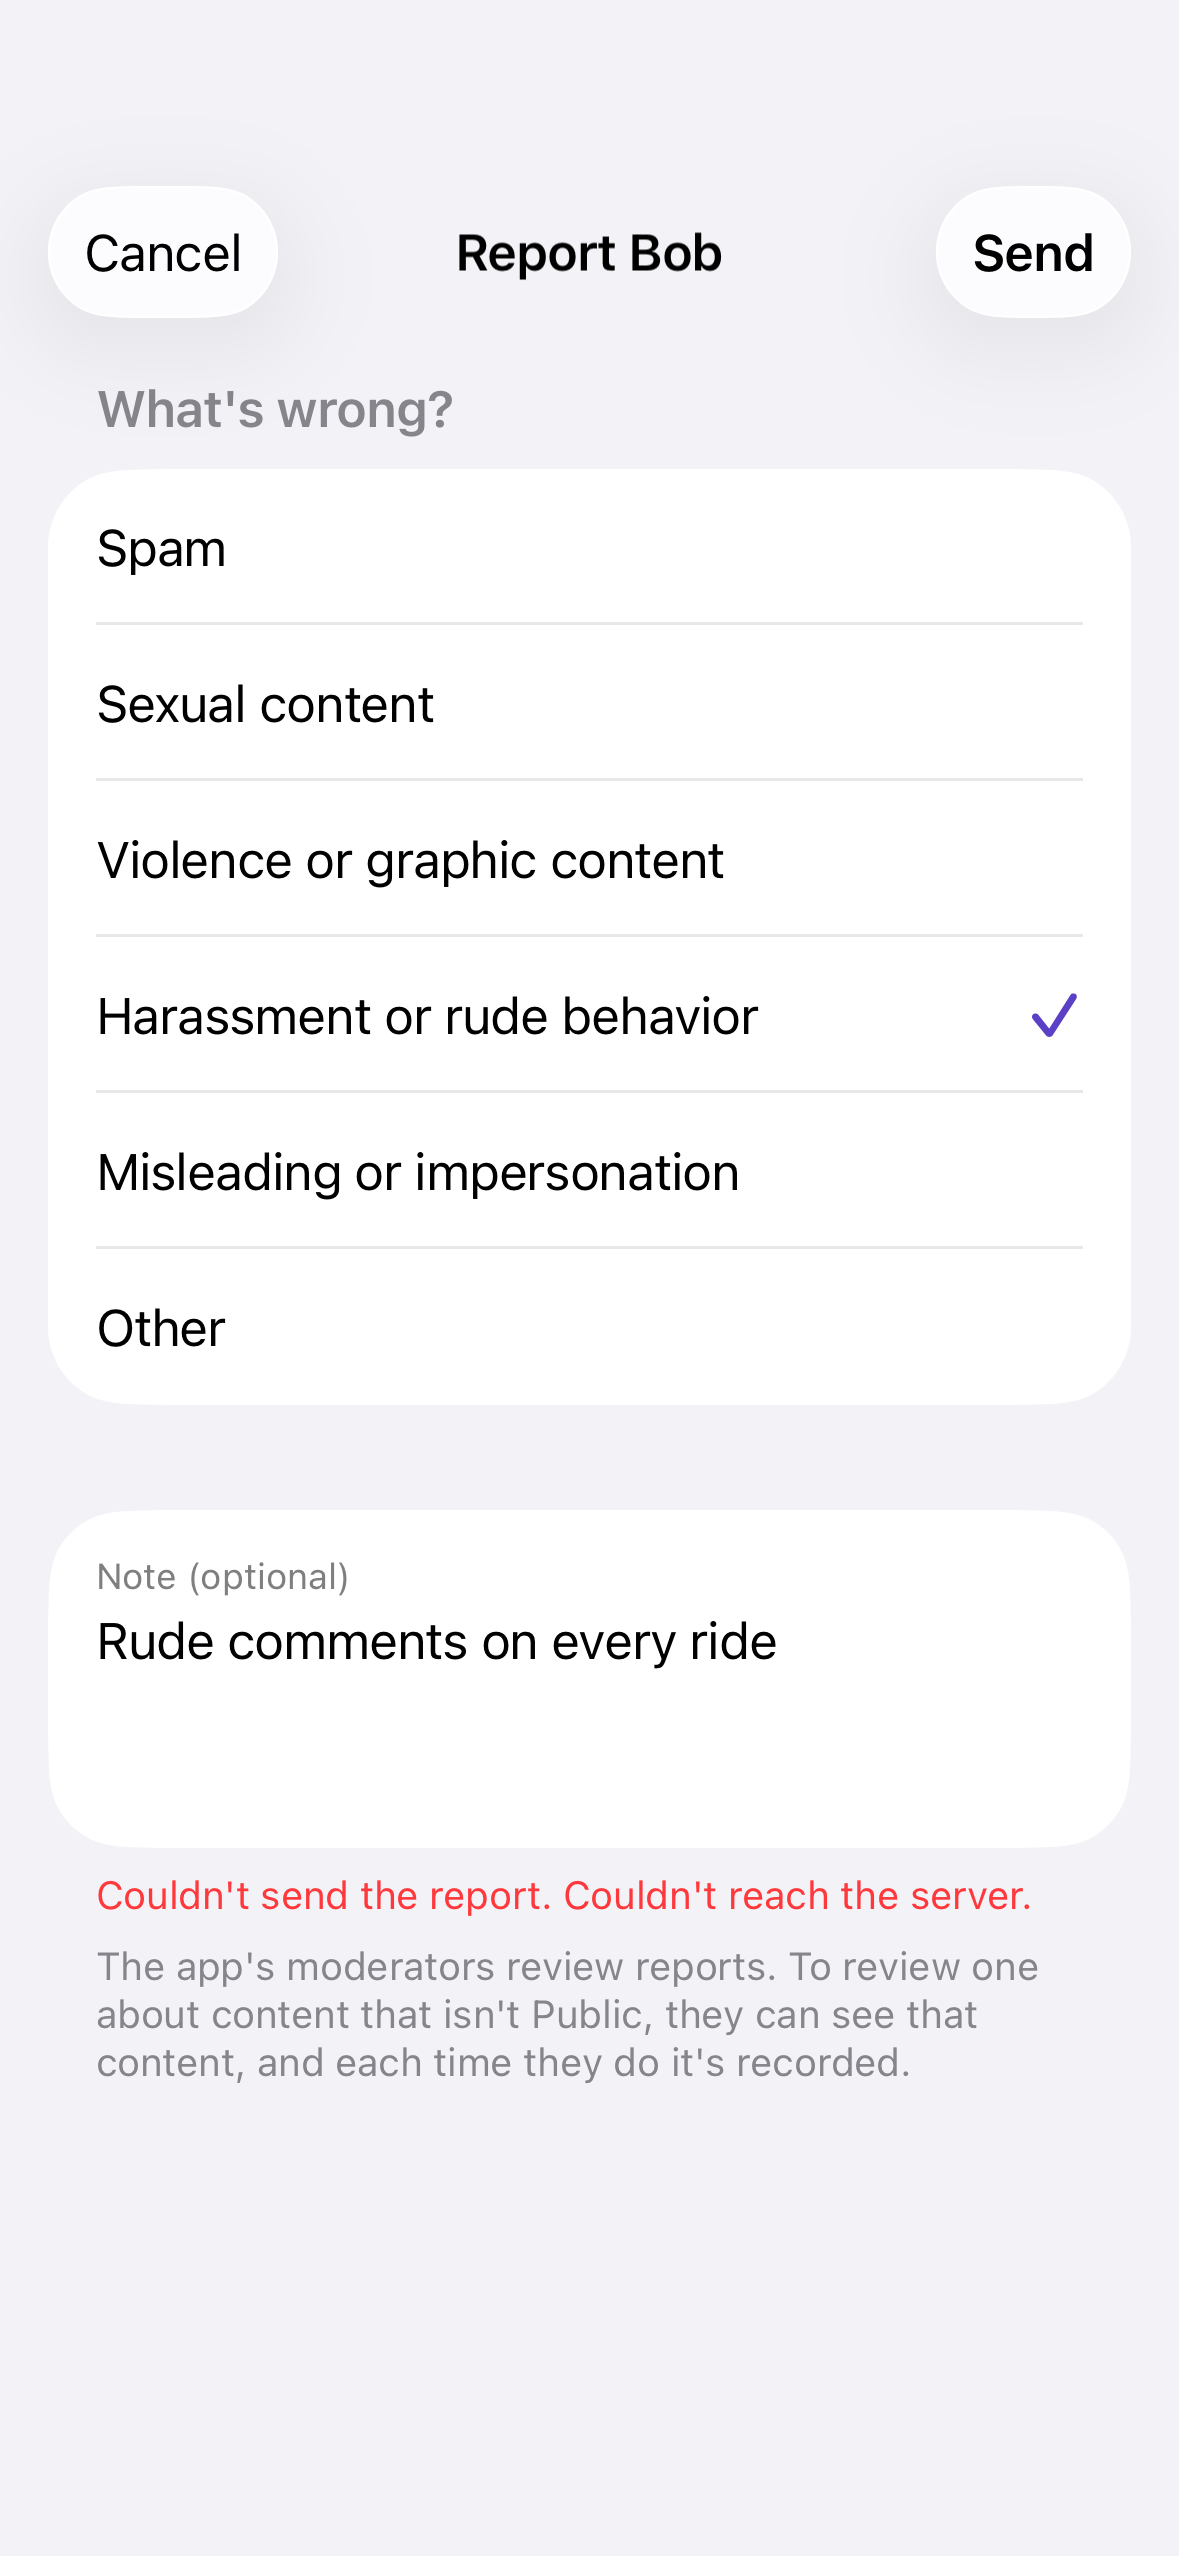 Cancel
Report Bob
Send
What's wrong?
Spam
Sexual content
Violence or graphic content
Harassment or rude behavior
Misleading or impersonation
Other
Note (optional)
Rude comments on every ride
Couldn't send the report. Couldn't reach the server.
The app's moderators review reports. To review one
about content that isn't Public, they can see that
content, and each time they do it's recorded.